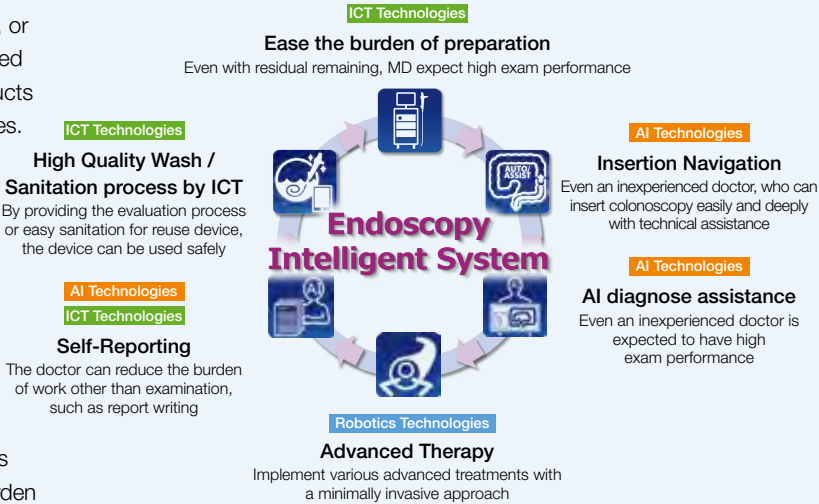 or
ed
ucts
es.
ICT Technologies
Ease the burden of preparation
Even with residual remaining, MD expect high exam performance
AI Technologies
Insertion Navigation
Even an inexperienced doctor, who can
insert colonoscopy easily and deeply
with technical assistance
AI Technologies
AI diagnose assistance
Even an inexperienced doctor is
expected to have high
exam performance
Robotics Technologies
Advanced Therapy
Implement various advanced treatments with
a minimally invasive approach
AI Technologies
ICT Technologies
Self-Reporting
The doctor can reduce the burden
of work other than examination,
such as report writing
ICT Technologies
High Quality Wash /
Sanitation process by ICT
By providing the evaluation process
or easy sanitation for reuse device,
the device can be used safely
Endoscopy
Intelligent System
AUTO/
ASSIST
AI
s
rden